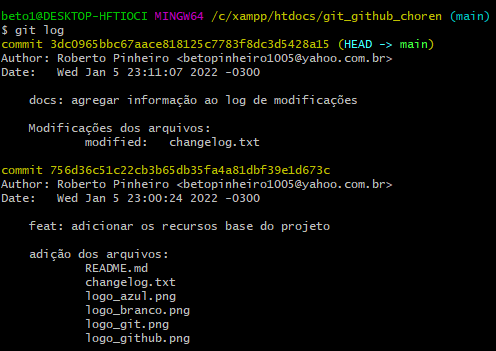 beto1@DESKTOP-HFTIOCI MINGW64 /c/xampp/htdocs/git_github_choren (main)
$ git log
commit 3dc0965bbc67aace818125c7783f8dc3d5428a15 (HEAD -> main)
Author: Roberto Pinheiro <betopinheiro1005@yahoo.com.br>
Date:   Wed Jan 5 23:11:07 2022 -0300
docs: agregar informação ao log de modificações
Modificações dos arquivos:
modified:   changelog.txt
commit 756d36c51c22cb3b65db35fa4a81dbf39e1d673c
Author: Roberto Pinheiro <betopinheiro1005@yahoo.com.br>
Date:   Wed Jan 5 23:00:24 2022 -0300
feat: adicionar os recursos base do projeto
adição dos arquivos:
README.md
changelog.txt
logo_azul.png
logo_branco.png
logo_git.png
logo_github.png